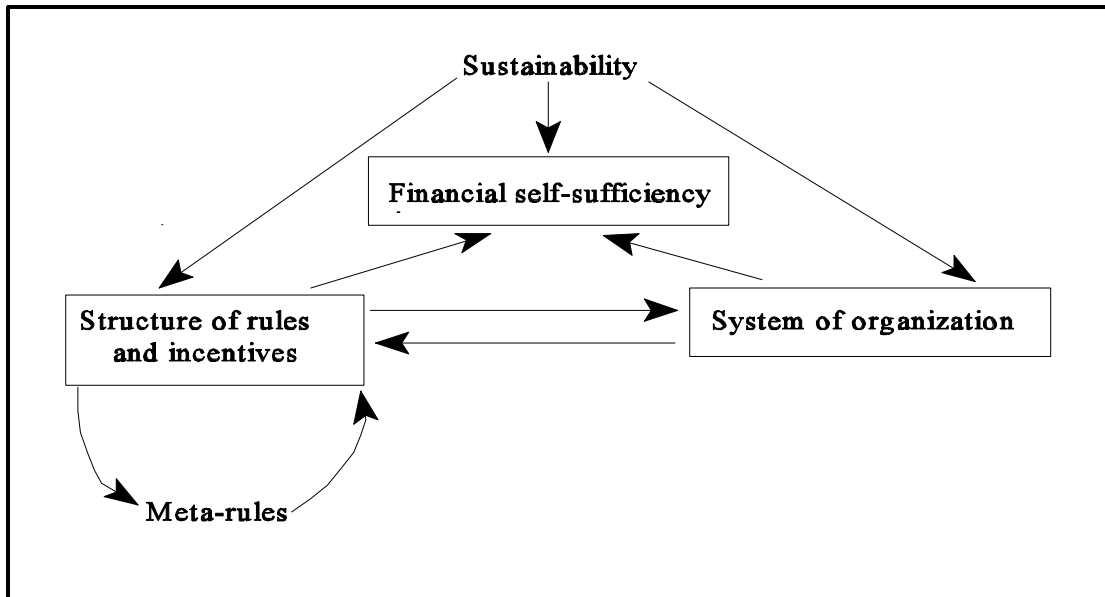 Sustainability
Financial self-sufficiency
Structure of rules
and incentives
System of organization
Meta-rules